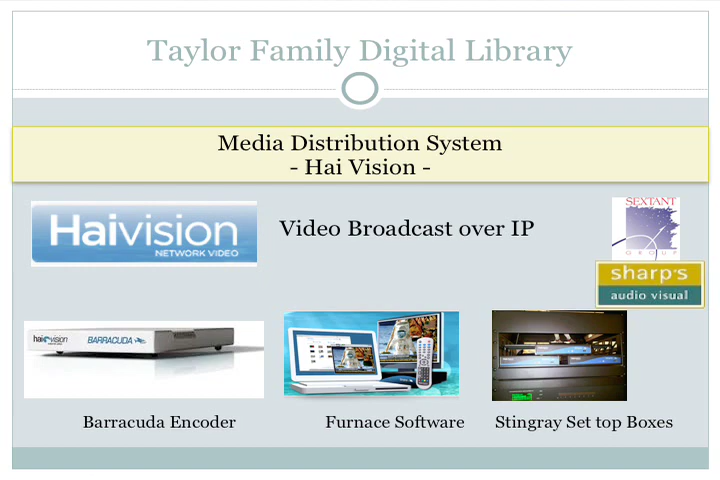 Taylor Family Digital Library
Media Distribution System
- Hai Vision -
Haivision
NETWORK VIDEO
Video Broadcast over IP
SEXTANT
GROUP
sharp's
audio visual
haivision
BARRACUDA
Barracuda Encoder
Furnace Software
Stingray Set top Boxes